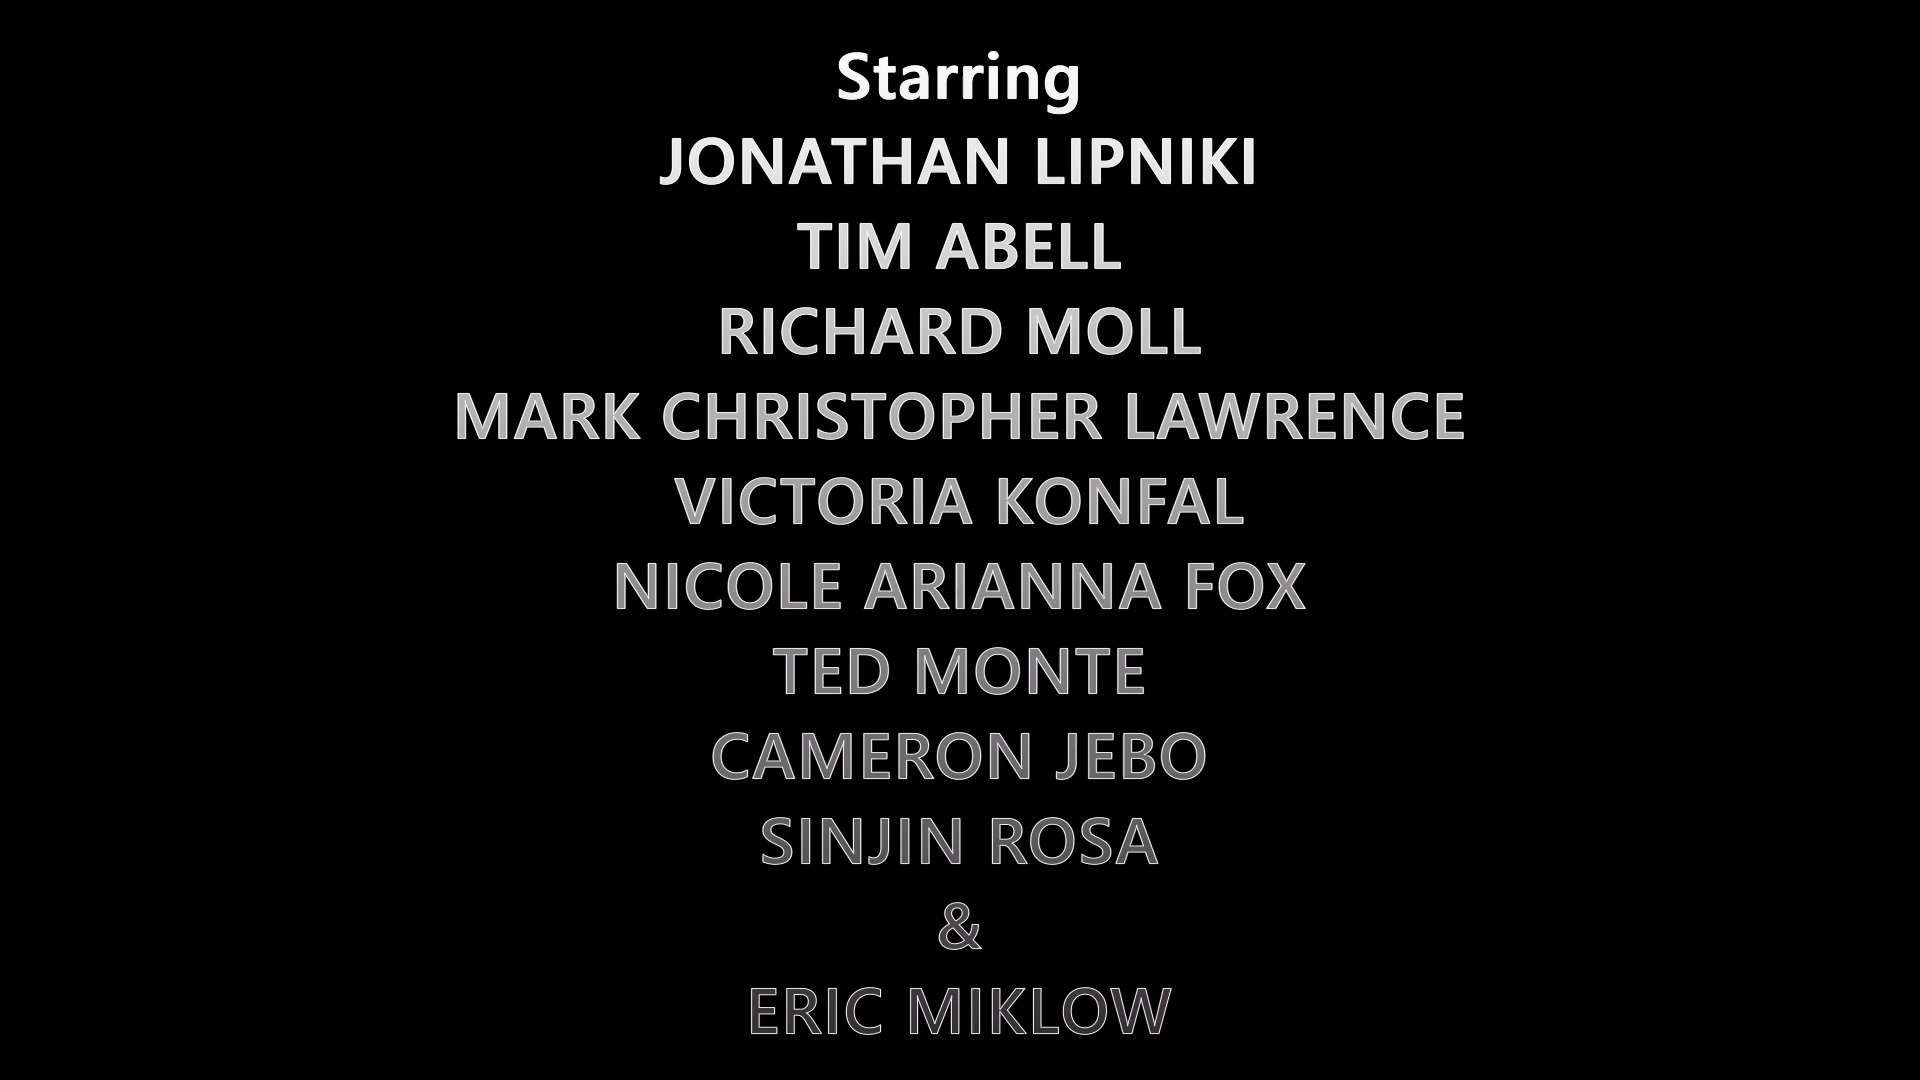 Starring
JONATHAN LIPNIKI
TIM ABELL
RICHARD MOLL
MARK CHRISTOPHER LAWRENCE
VICTORIA KONFAL
NICOLE ARIANNA FOX
TED MONTE
CAMERON JEBO
SINJIN ROSA
&
ERIC MIKLOW